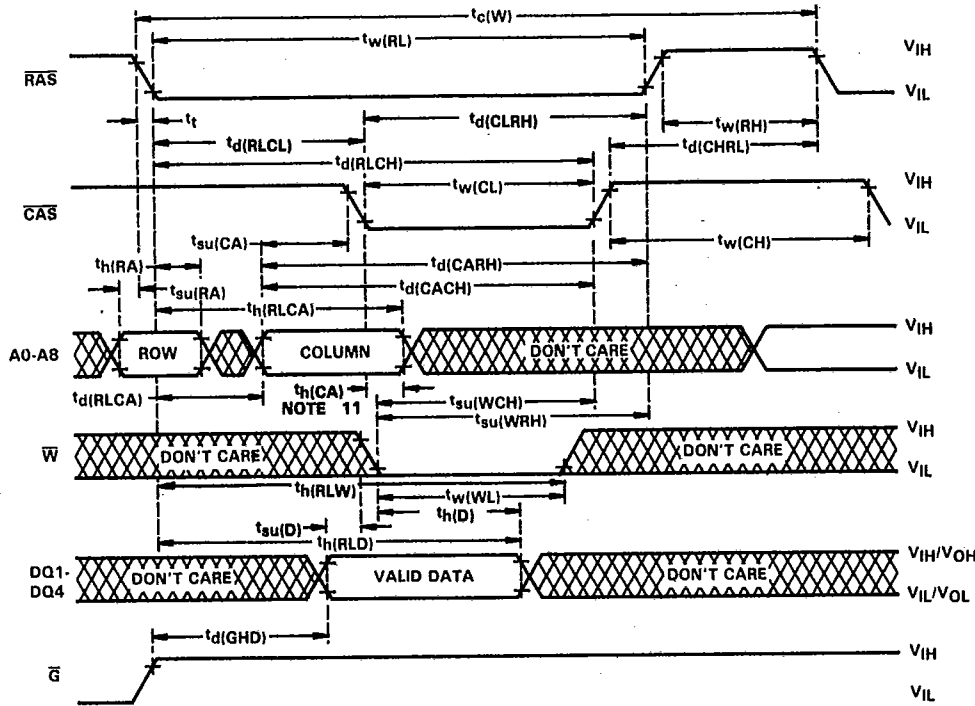 tc(W)
tw(RL)
RAS
VIH
VIL
tt
td(CLRH)
tw(RH)
td(RLCL)
td(CHRL)
td(RLCH)
CAS
VIH
VIL
tw(CL)
tsu(CA)
tw(CH)
th(RA)
td(CARH)
tsu(RA)
td(CACH)
th(RLCA)
A0-A8
ROW
COLUMN
DON'T CARE
VIH
VIL
td(RLCA)
th(CA)
NOTE 11
tsu(WCH)
tsu(WRH)
W
DON'T CARE
DON'T CARE
VIH
VIL
th(RLW)
tw(WL)
th(D)
tsu(D)
th(RLD)
DQ1-
DQ4
DON'T CARE
VALID DATA
DON'T CARE
VIH/VOH
VIL/VOL
td(GHD)
G
VIH
VIL